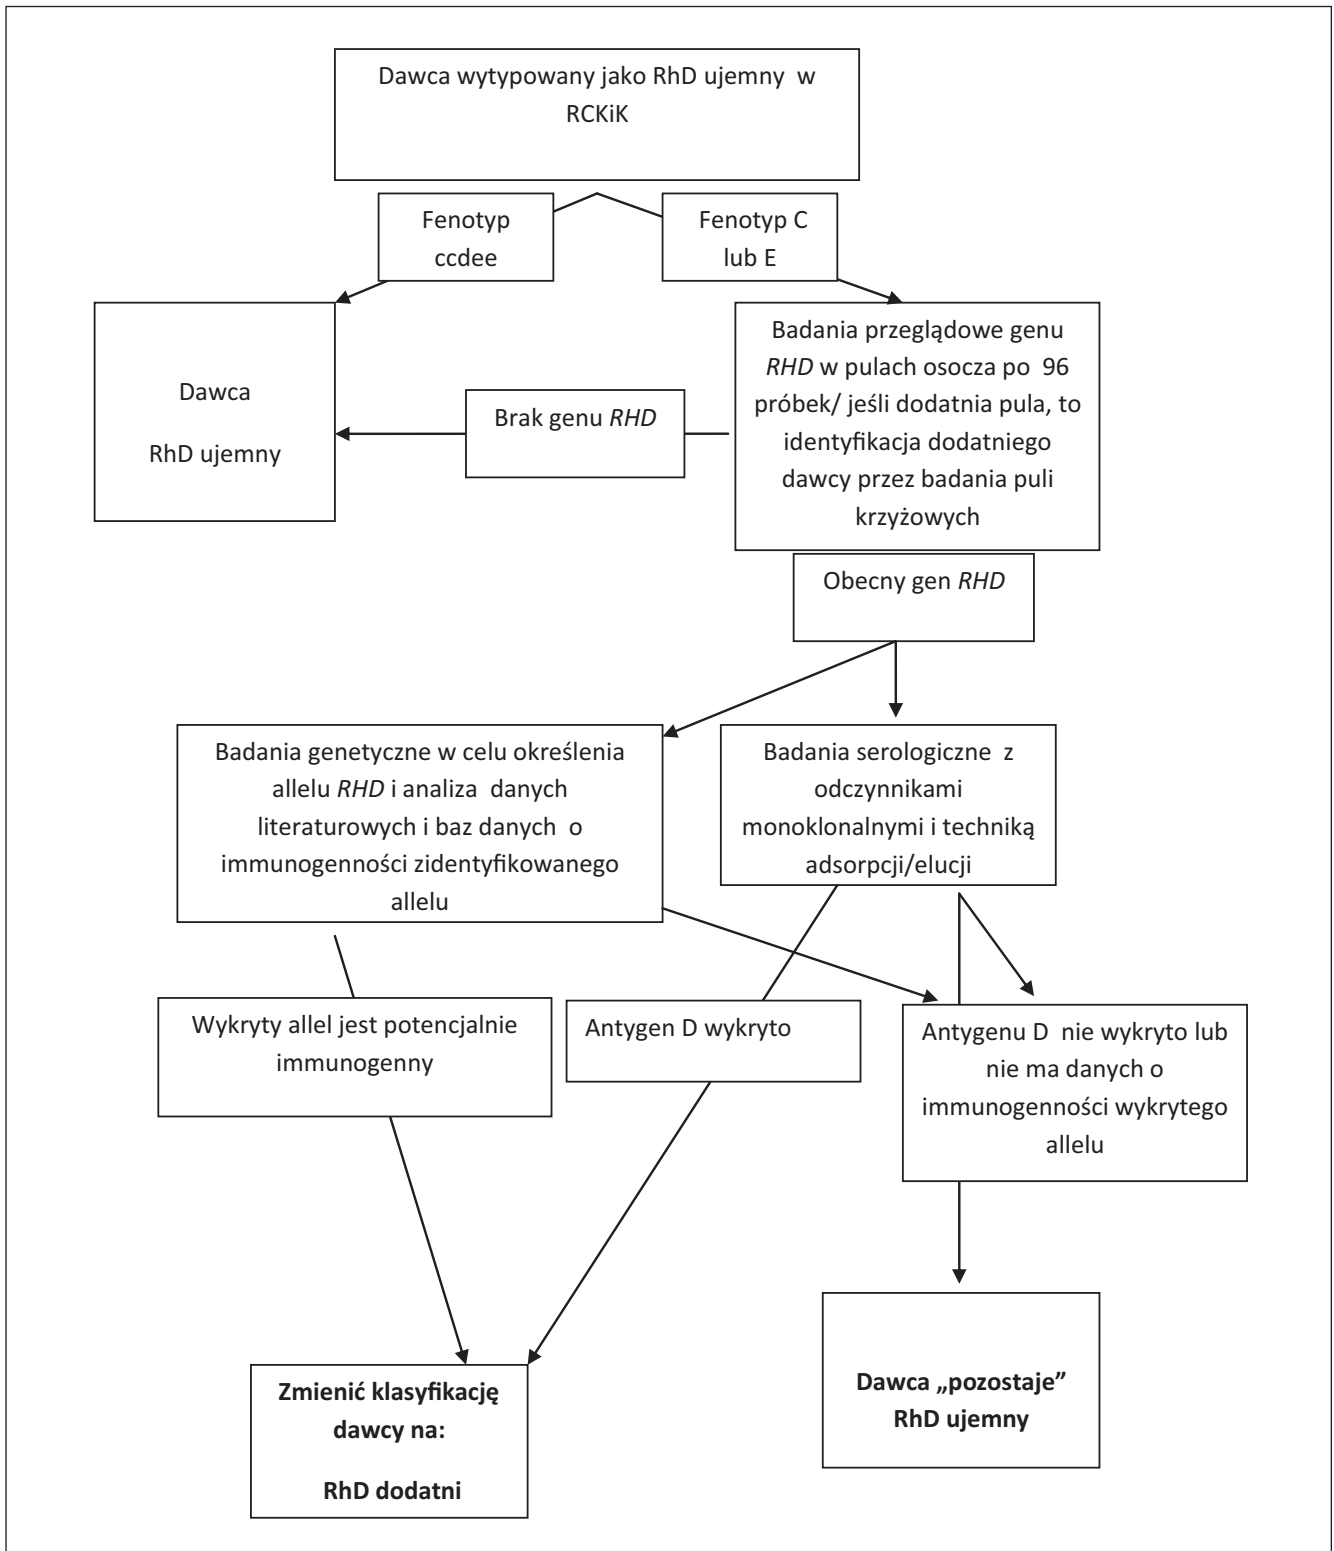 Dawca wytypowany jako RhD ujemny w
RCKiK
Fenotyp
ccdee
Fenotyp C
lub E
Dawca
RhD ujemny
Brak genu RHD
Badania przeglądowe genu
RHD w pulach osocza po 96
próbek/ jeśli dodatnia pula, to
identyfikacja dodatniego
dawcy przez badania puli
krzyżowych
Obecny gen RHD
Badania genetyczne w celu określenia
allelu RHD i analiza danych
literaturowych i baz danych o
immunogenności zidentyfikowanego
allelu
Badania serologiczne z
odczynnikami
monoklonalnymi i techniką
adsorpcji/elucji
Wykryty allel jest potencjalnie
immunogenny
Antygen D wykryto
Antygenu D nie wykryto lub
nie ma danych o
immunogenności wykrytego
allelu
Zmienić klasyfikację
dawcy na:
RhD dodatni
Dawca „pozostaje”
RhD ujemny